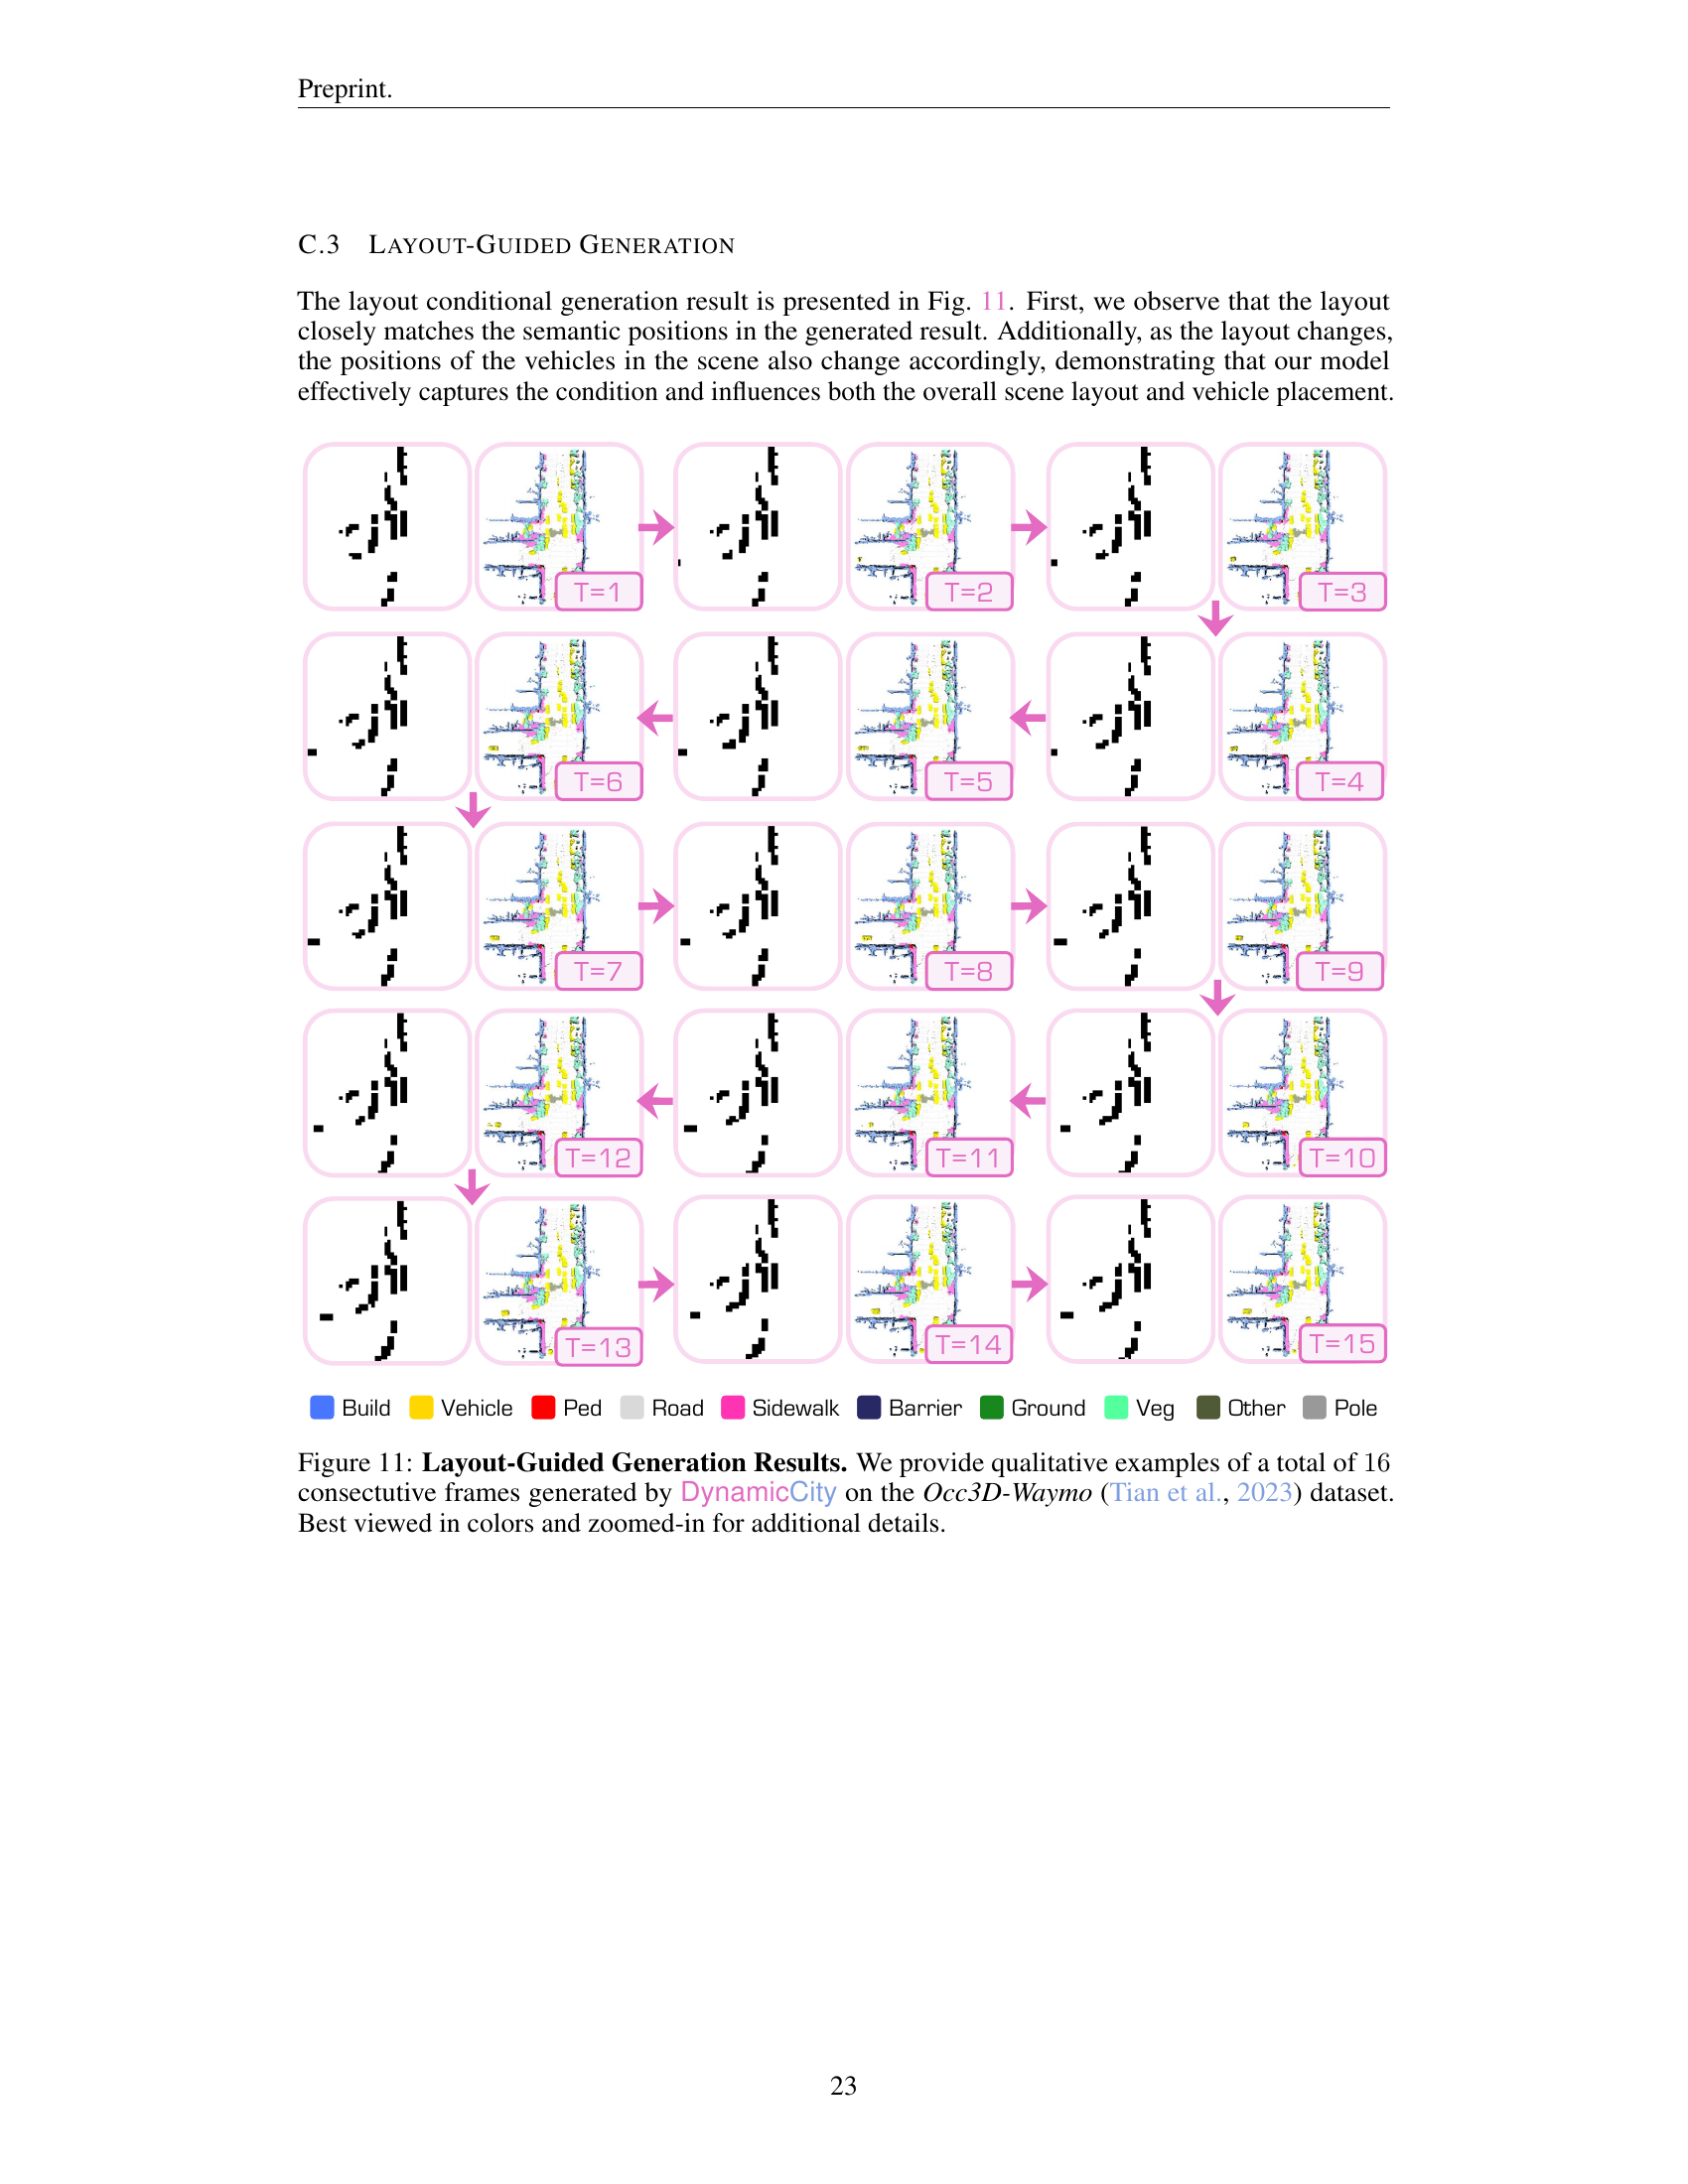 Preprint.
C.3 LAYOUT-GUIDED GENERATION
The layout conditional generation result is presented in Fig. 11. First, we observe that the layout
closely matches the semantic positions in the generated result. Additionally, as the layout changes,
the positions of the vehicles in the scene also change accordingly, demonstrating that our model
effectively captures the condition and influences both the overall scene layout and vehicle placement.
T=1
T=2
T=3
T=6
T=5
T=4
T=7
T=8
T=9
T=12
T=11
T=10
T=13
T=14
T=15
Build Vehicle Ped Road Sidewalk Barrier Ground Veg Other Pole
Figure 11: Layout-Guided Generation Results. We provide qualitative examples of a total of 16
consectutive frames generated by DynamicCity on the Occ3D-Waymo (Tian et al., 2023) dataset.
Best viewed in colors and zoomed-in for additional details.
23